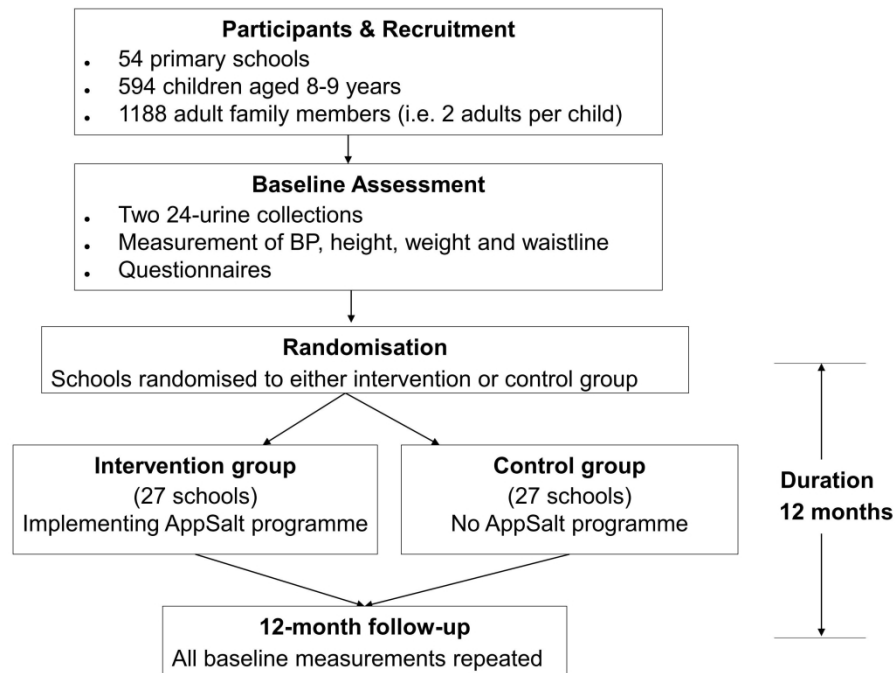 Participants & Recruitment
• 54 primary schools
• 594 children aged 8-9 years
• 1188 adult family members (i.e. 2 adults per child)
Baseline Assessment
• Two 24-urine collections
• Measurement of BP, height, weight and waistline
• Questionnaires
Randomisation
Schools randomised to either intervention or control group
Intervention group
(27 schools)
Implementing AppSalt programme
Control group
(27 schools)
No AppSalt programme
Duration
12 months
12-month follow-up
All baseline measurements repeated